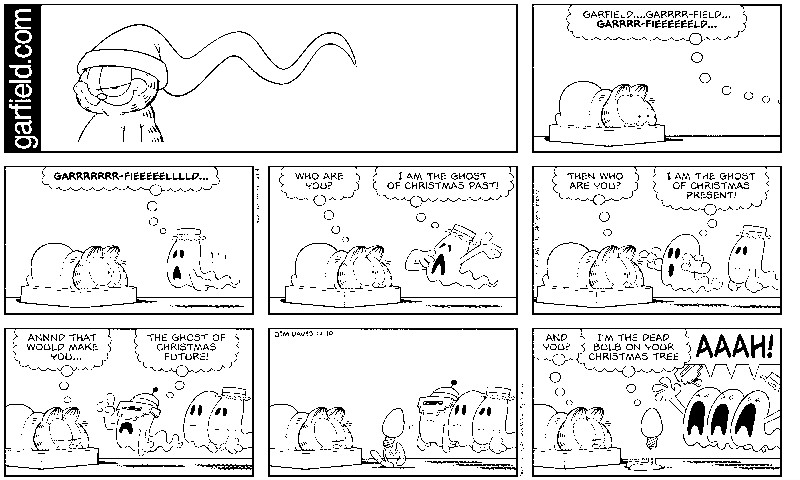 garfield.com
GARFIELD....GARRRR-FIELD...
GARRRR-FIEEEEEELD...
GARRRRRRR-FIEEEEELLLLD...
WHO ARE
YOU?
I AM THE GHOST
OF CHRISTMAS PAST!
THEN WHO
ARE YOU?
I AM THE GHOST
OF CHRISTMAS
PRESENT!
ANNND THAT
WOULD MAKE
YOU...
THE GHOST OF
CHRISTMAS
FUTURE!
JIM DAVIS
AND
YOU?
I'M THE DEAD
BULB ON YOUR
CHRISTMAS TREE
AAAH!